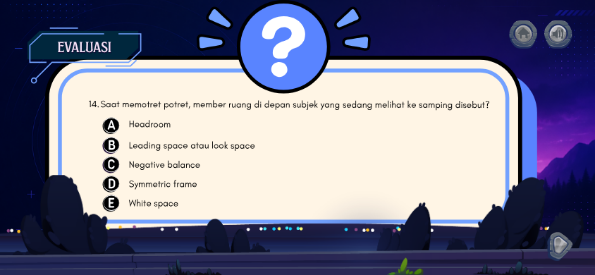 EVALUASI
?
14. Saat memotret potret, member ruang di depan subjek yang sedang melihat ke samping disebut?
A Headroom
B Leading space atau look space
C Negative balance
D Symmetric frame
E White space